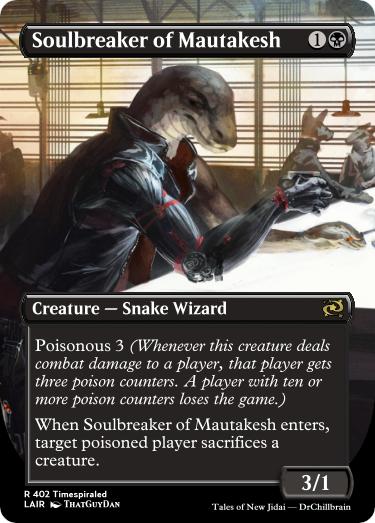 Soulbreaker of Mautakesh 1
Creature — Snake Wizard
Poisonous 3 (Whenever this creature deals
combat damage to a player, that player gets
three poison counters. A player with ten or
more poison counters loses the game.)
When Soulbreaker of Mautakesh enters,
target poisoned player sacrifices a
creature.
3/1
R 402 Timespiraled
LAIR ThatGuyDan
Tales of New Jidai — DrChillbrain